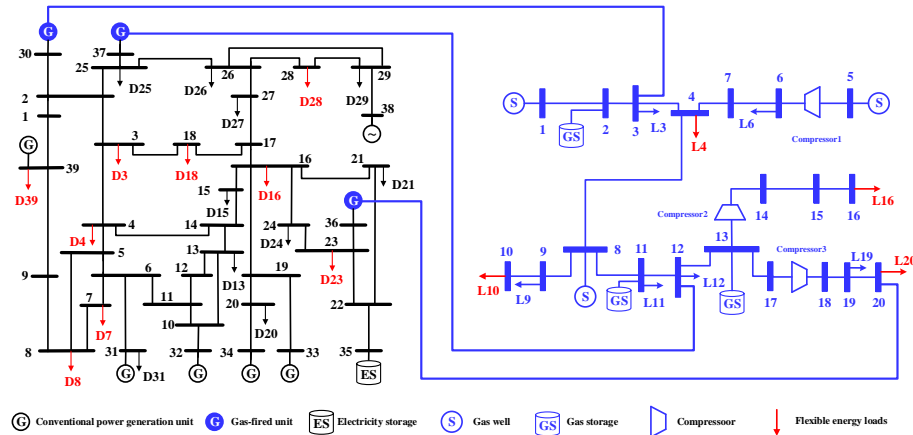 G G
30 37 26 28 29
25
D25 D26 D28 D29
2 27 38
1 D27
G 3 18 17
39 16 21
D3 D18 D21
15 D16
D39 D15 G
4 14 24 36
D4 D24 23
5 13
6 12 D13 19 D23
9
7 11 20 22
10 D20
D7
8 31 32 34 33 35
D8 G D31 G G G ES
S 1 2 3 4 7 6 5 S
GS L3 L6
Compressor1
L4
14 15 16 L16
Compressor2
13
10 9 8 11 12 Compressor3 L19 L20
L10 L9 S GS L11 L12 GS 17 18 19 20
G Conventional power generation unit G Gas-fired unit ES Electricity storage S Gas well GS Gas storage Compressoor Flexible energy loads